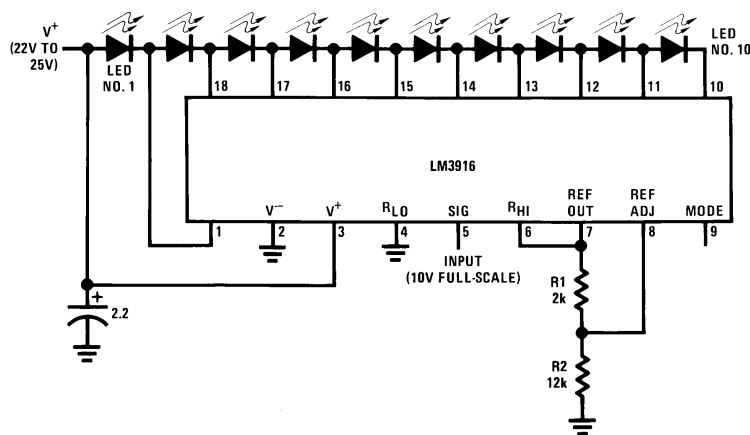 V+
(22V TO
25V)
LED
NO. 1
LED
NO. 10
18
17
16
15
14
13
12
11
10
LM3916
V−
V+
RLO
SIG
RHI
REF
OUT
REF
ADJ
MODE
1
2
3
4
5
6
7
8
9
INPUT
(10V FULL-SCALE)
+
2.2
R1
2k
R2
12k